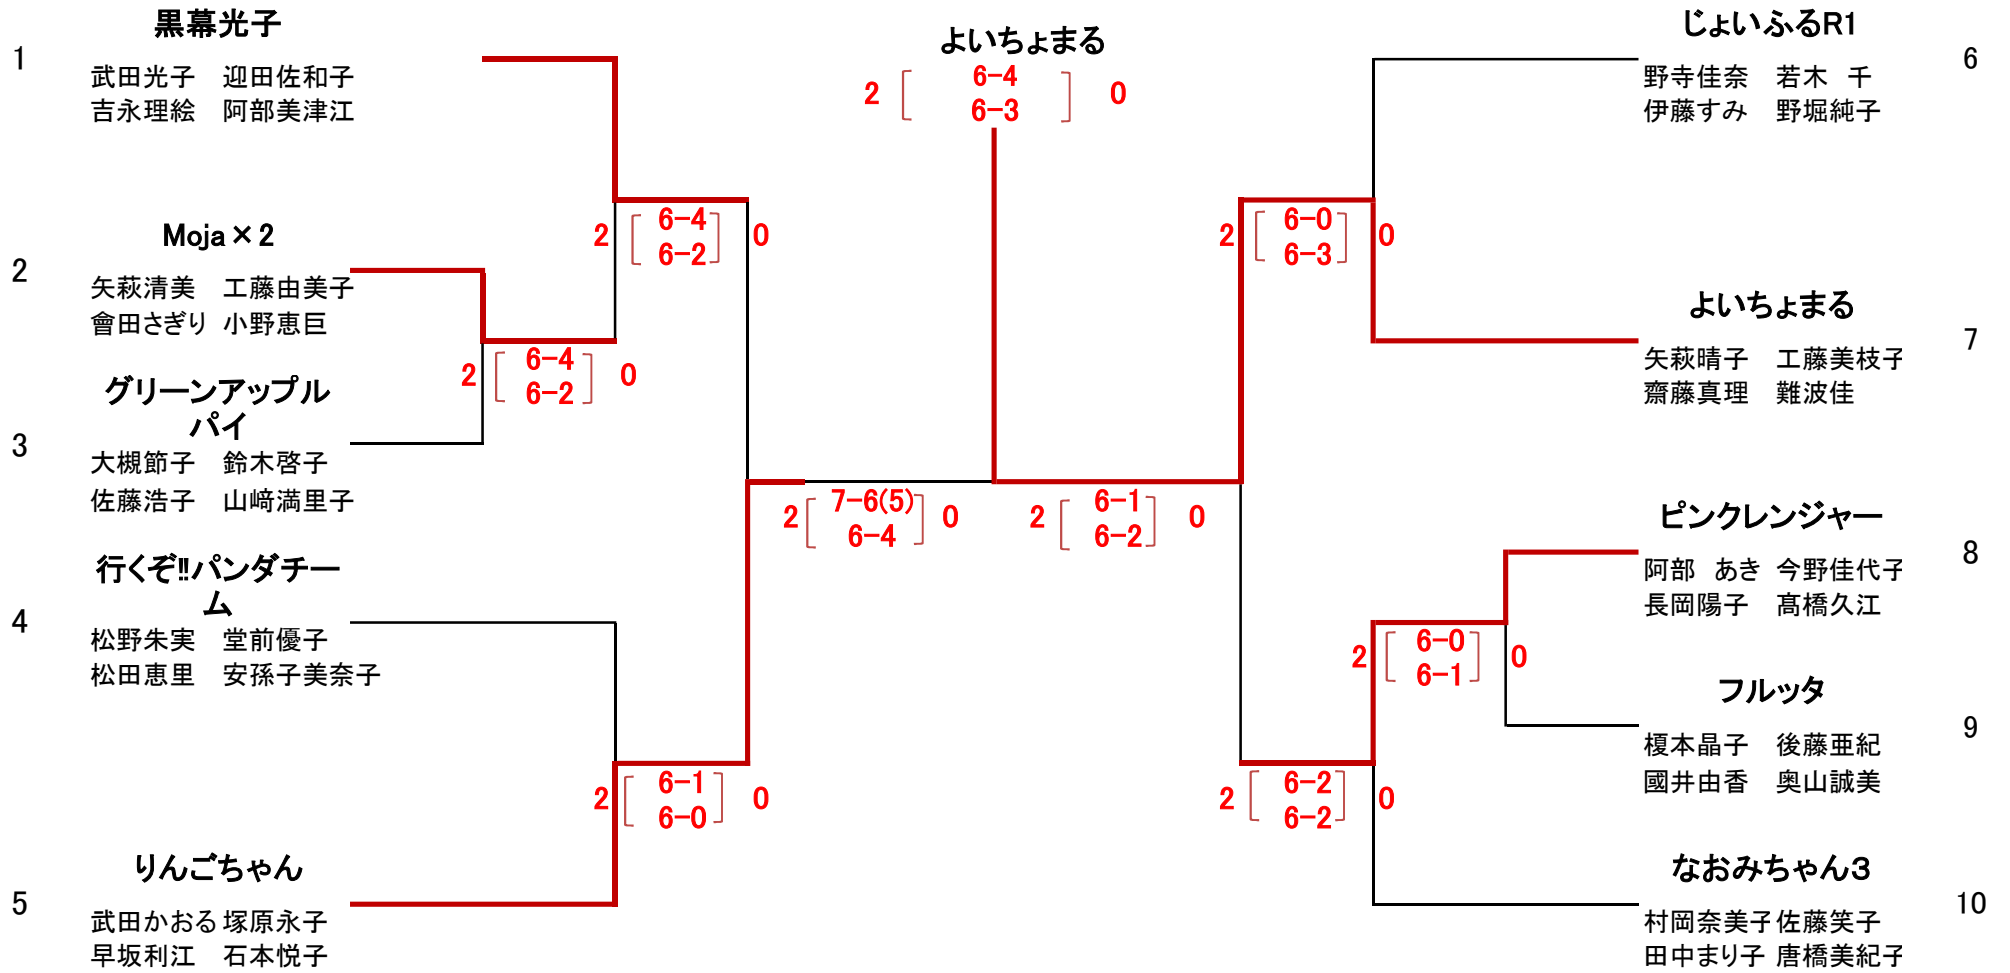 黒幕光子
1
武田光子 迎田佐和子
吉永理絵 阿部美津江
Moja×2
2
矢萩清美 工藤由美子
會田さぎり 小野恵巨
グリーンアップル
パイ
3
大槻節子 鈴木啓子
佐藤浩子 山﨑満里子
行くぞ!!パンダチー
ム
4
松野朱実 堂前優子
松田恵里 安孫子美奈子
りんごちゃん
5
武田かおる 塚原永子
早坂利江 石本悦子
2 6-4 0
6-2
2 6-4 0
6-2
2 6-1 0
6-0
2 7-6(5) 0
6-4
よいちょまる
2 6-4 0
6-3
2 6-1 0
6-2
2 6-0 0
6-3
2 6-0 0
6-1
2 6-2 0
6-2
じょいふるR1
6
野寺佳奈 若木 千
伊藤すみ 野堀純子
よいちょまる
7
矢萩晴子 工藤美枝子
齋藤真理 難波佳
ピンクレンジャー
8
阿部 あき 今野佳代子
長岡陽子 髙橋久江
フルッタ
9
榎本晶子 後藤亜紀
國井由香 奥山誠美
なおみちゃん3
10
村岡奈美子 佐藤笑子
田中まり子 唐橋美紀子